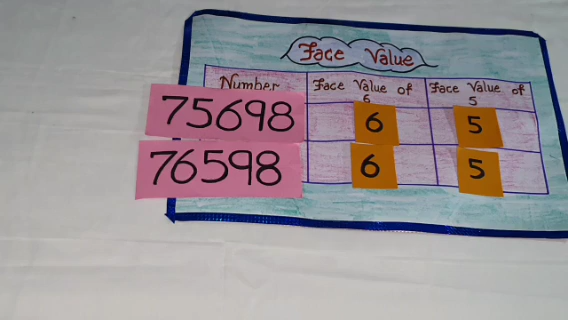 Face Value
Number Face Value of 6 Face Value of 5
75698 6 5
76598 6 5